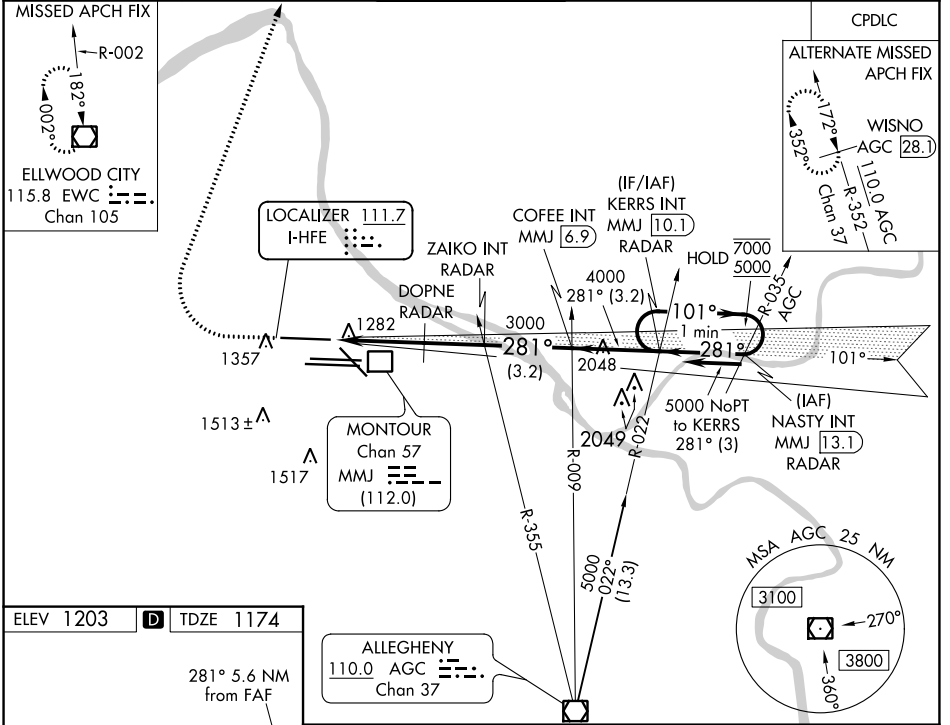 MISSED APCH FIX
R-002
182°
002°
ELLWOOD CITY
115.8 EWC
Chan 105
CPDLC
ALTERNATE MISSED
APCH FIX
172°
352°
WISNO
AGC 28.1
110.0 AGC
R-352
Chan 37
LOCALIZER 111.7
I-HFE
ZAIKO INT
RADAR
DOPNE
RADAR
COFEE INT
MMJ 6.9
(IF/IAF)
KERRS INT
MMJ 10.1
RADAR
HOLD 7000
5000
R-035
AGC
4000
281° (3.2)
101°
1 min
281°
101°
1357
1282
3000
281°
(3.2)
2048
5000 NoPT
to KERRS
281° (3)
(IAF)
NASTY INT
MMJ 13.1
RADAR
2049
R-022
1513 ±
1517
MONTOUR
Chan 57
MMJ
(112.0)
R-355
R-009
5000
022°
(13.3)
MSA AGC 25 NM
3100
270°
3800
360°
ELEV 1203 D TDZE 1174
281° 5.6 NM
from FAF
ALLEGHENY
110.0 AGC
Chan 37